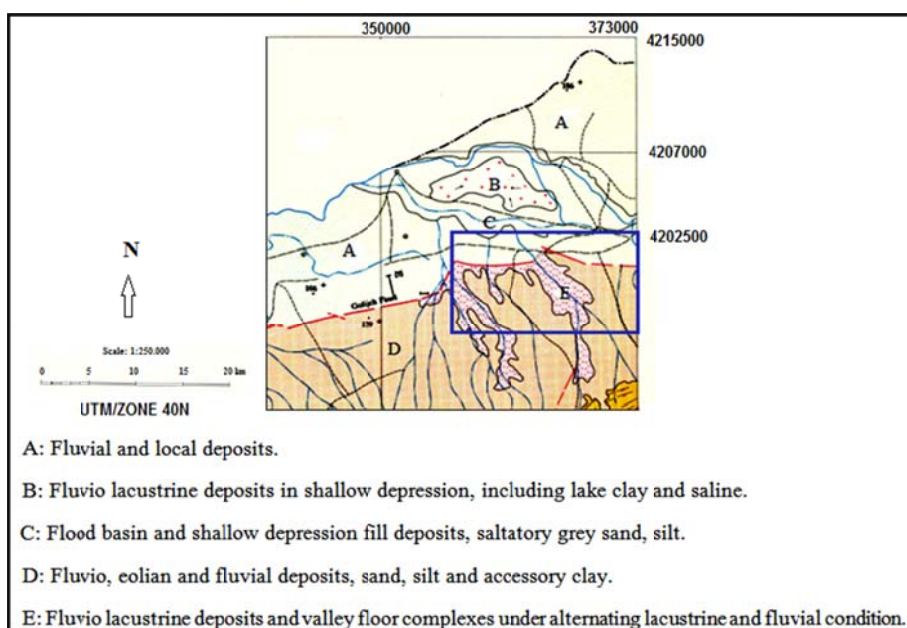 350000 373000
4215000
186
A
4207000
B
C
4202500
A
N
E
D
Scale: 1:250.000
0 5 10 15 20 km
UTM/ZONE 40N
A: Fluvial and local deposits.
B: Fluvio lacustrine deposits in shallow depression, including lake clay and saline.
C: Flood basin and shallow depression fill deposits, saltatory grey sand, silt.
D: Fluvio, eolian and fluvial deposits, sand, silt and accessory clay.
E: Fluvio lacustrine deposits and valley floor complexes under alternating lacustrine and fluvial condition.